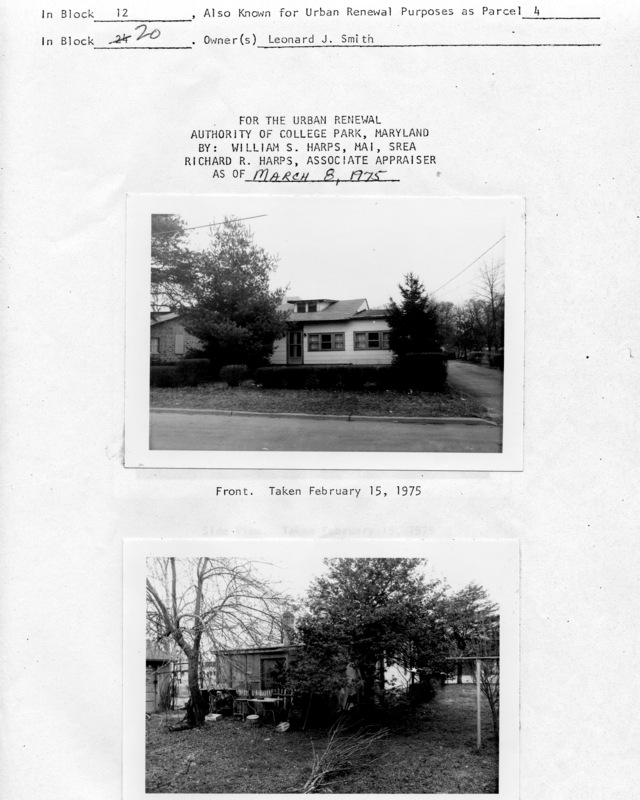 In Block 12, Also Known for Urban Renewal Purposes as Parcel 4
In Block 24 20. Owner(s) Leonard J. Smith
FOR THE URBAN RENEWAL
AUTHORITY OF COLLEGE PARK, MARYLAND
BY: WILLIAM S. HARPS, MAI, SREA
RICHARD R. HARPS, ASSOCIATE APPRAISER
AS OF MARCH 8, 1975
Front. Taken February 15, 1975
Side View. Taken February 15, 1975